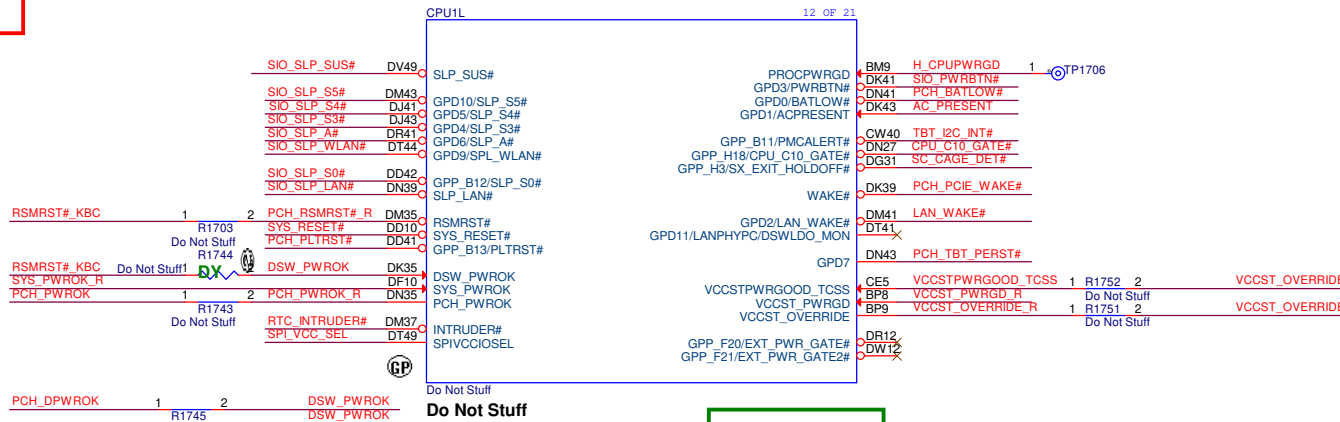 CPU1L
12 OF 21
SIO_SLP_SUS# DV49 SLP_SUS#
SIO_SLP_S5# DM43 GPD10/SLP_S5#
SIO_SLP_S4# DJ41 GPD5/SLP_S4#
SIO_SLP_S3# DJ43 GPD4/SLP_S3#
SIO_SLP_A# DR41 GPD6/SLP_A#
SIO_SLP_WLAN# DT44 GPD9/SPL_WLAN#
SIO_SLP_S0# DD42 GPP_B12/SLP_S0#
SIO_SLP_LAN# DN39 SLP_LAN#
RSMRST#_KBC 1 2 PCH_RSMRST#_R DM35 RSMRST#
R1703
Do Not Stuff
SYS_RESET# DD10 SYS_RESET#
PCH_PLTRST# DD41 GPP_B13/PLTRST#
R1744
RSMRST#_KBC Do Not Stuff 1 DY DSW_PWROK DK35 DSW_PWROK
SYS_PWROK_R DF10 SYS_PWROK
PCH_PWROK 1 2 PCH_PWROK_R DN35 PCH_PWROK
R1743
Do Not Stuff
RTC_INTRUDER# DM37 INTRUDER#
SPI_VCC_SEL DT49 SPIVCCIOSEL
GP
PROCPWRGD BM9 H_CPUPWRGD 1 TP1706
GPD3/PWRBTN# DK41 SIO_PWRBTN#
GPD0/BATLOW# DN41 PCH_BATLOW#
GPD1/ACPRESENT DK43 AC_PRESENT
GPP_B11/PMCALERT# CW40 TBT_I2C_INT#
GPP_H18/CPU_C10_GATE# DN27 CPU_C10_GATE#
GPP_H3/SX_EXIT_HOLDOFF# DG31 SC_CAGE_DET#
WAKE# DK39 PCH_PCIE_WAKE#
GPD2/LAN_WAKE# DM41 LAN_WAKE#
GPD11/LANPHYPC/DSWLDO_MON DT41
GPD7 DN43 PCH_TBT_PERST#
VCCSTPWRGOOD_TCSS CE5 VCCSTPWRGOOD_TCSS 1 R1752 2 VCCST_OVERRIDE
Do Not Stuff
VCCST_PWRGD BP8 VCCST_PWRGD_R
VCCST_OVERRIDE BP9 VCCST_OVERRIDE_R 1 R1751 2 VCCST_OVERRIDE
Do Not Stuff
GPP_F20/EXT_PWR_GATE# DR12
GPP_F21/EXT_PWR_GATE2# DW12
Do Not Stuff
Do Not Stuff
PCH_DPWROK 1 2 DSW_PWROK
R1745 DSW_PWROK